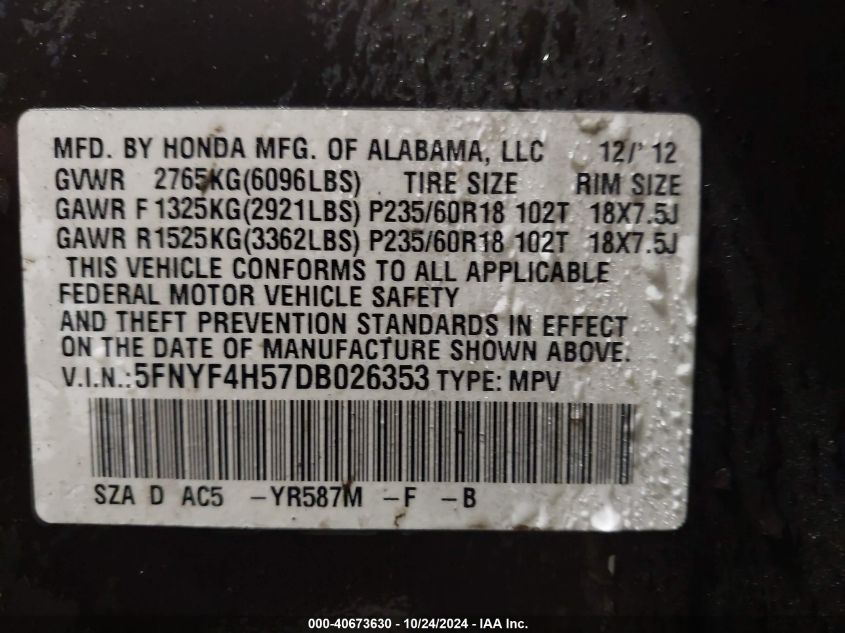 MFD. BY HONDA MFG. OF ALABAMA, LLC 12/12
GVWR 2765KG(6096LBS) TIRE SIZE RIM SIZE
GAWR F1325KG(2921LBS) P235/60R18 102T 18X7.5J
GAWR R1525KG(3362LBS) P235/60R18 102T 18X7.5J
THIS VEHICLE CONFORMS TO ALL APPLICABLE
FEDERAL MOTOR VEHICLE SAFETY
AND THEFT PREVENTION STANDARDS IN EFFECT
ON THE DATE OF MANUFACTURE SHOWN ABOVE.
V.I.N.:5FNYF4H57DB026353 TYPE: MPV
SZA D AC5 -YR587M -F -B
000-40673630 - 10/24/2024 - IAA Inc.